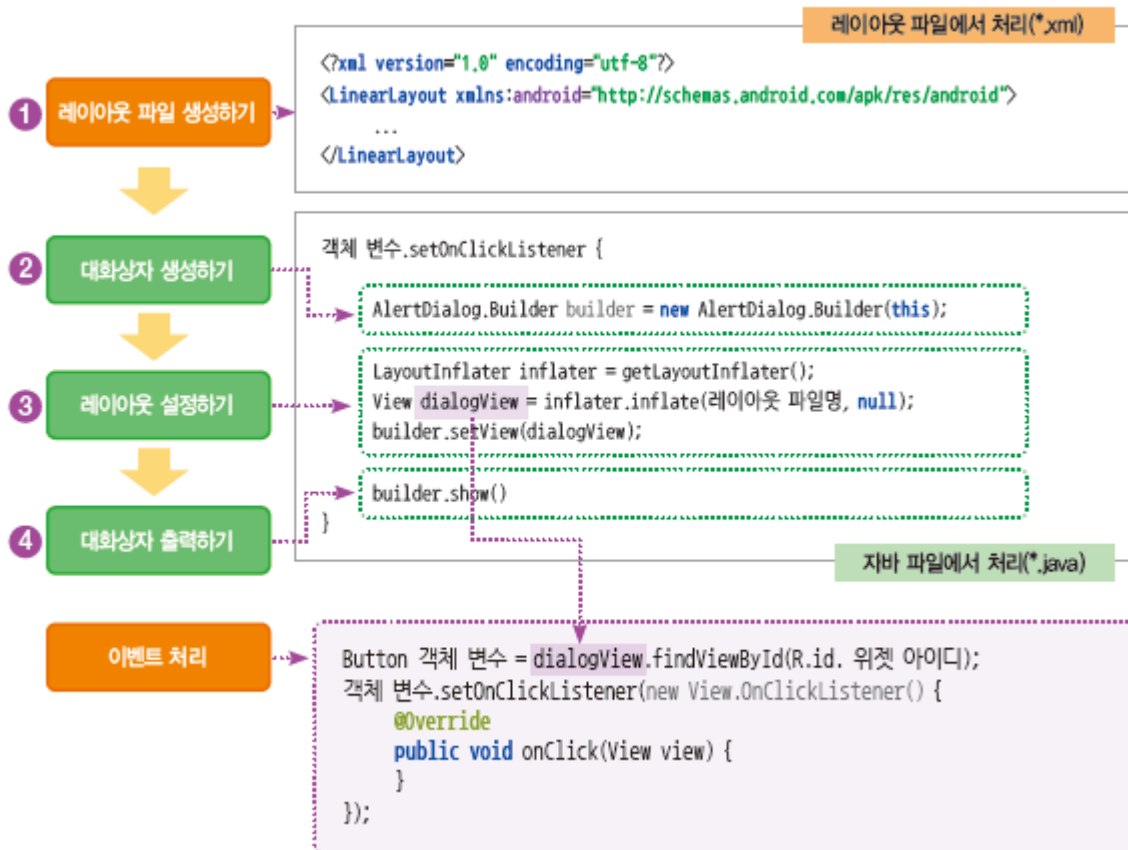 레이아웃 파일에서 처리(*.xml)
<?xml version="1.0" encoding="utf-8"?>
<LinearLayout xmlns:android="http://schemas.android.com/apk/res/android">
...
</LinearLayout>
1 레이아웃 파일 생성하기
2 대화상자 생성하기
객체 변수.setOnClickListener {
AlertDialog.Builder builder = new AlertDialog.Builder(this);
3 레이아웃 설정하기
LayoutInflater inflater = getLayoutInflater();
View dialogView = inflater.inflate(레이아웃 파일명, null);
builder.setView(dialogView);
4 대화상자 출력하기
builder.show()
}
자바 파일에서 처리(*.java)
이벤트 처리
Button 객체 변수 = dialogView.findViewById(R.id. 위젯 아이디);
객체 변수.setOnClickListener(new View.OnClickListener() {
@Override
public void onClick(View view) {
}
});